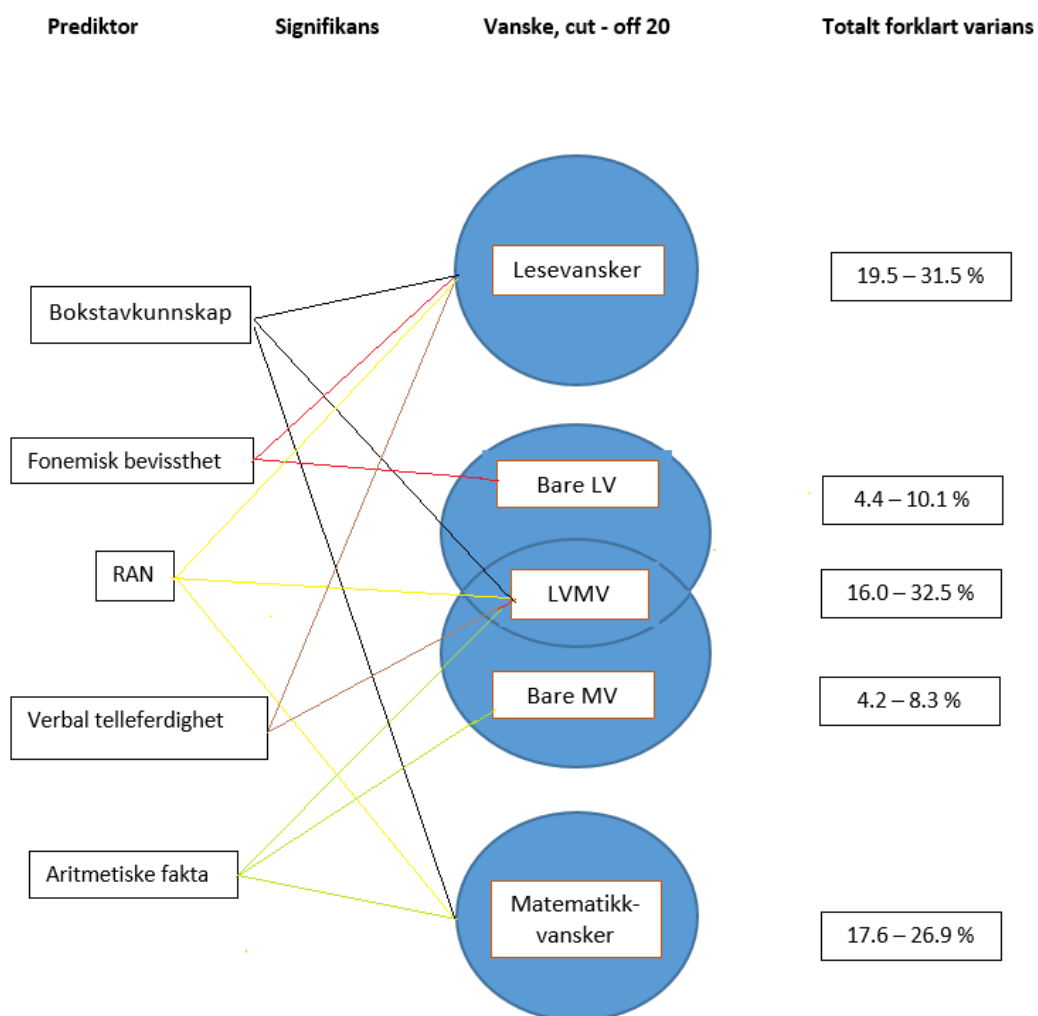 Prediktor
Signifikans
Vanske, cut - off 20
Totalt forklart varians
Lesevansker
19.5 – 31.5 %
Bokstavkunnskap
Fonemisk bevissthet
Bare LV
4.4 – 10.1 %
RAN
LVMV
16.0 – 32.5 %
Verbal telleferdighet
Bare MV
4.2 – 8.3 %
Aritmetiske fakta
Matematikk-
vansker
17.6 – 26.9 %